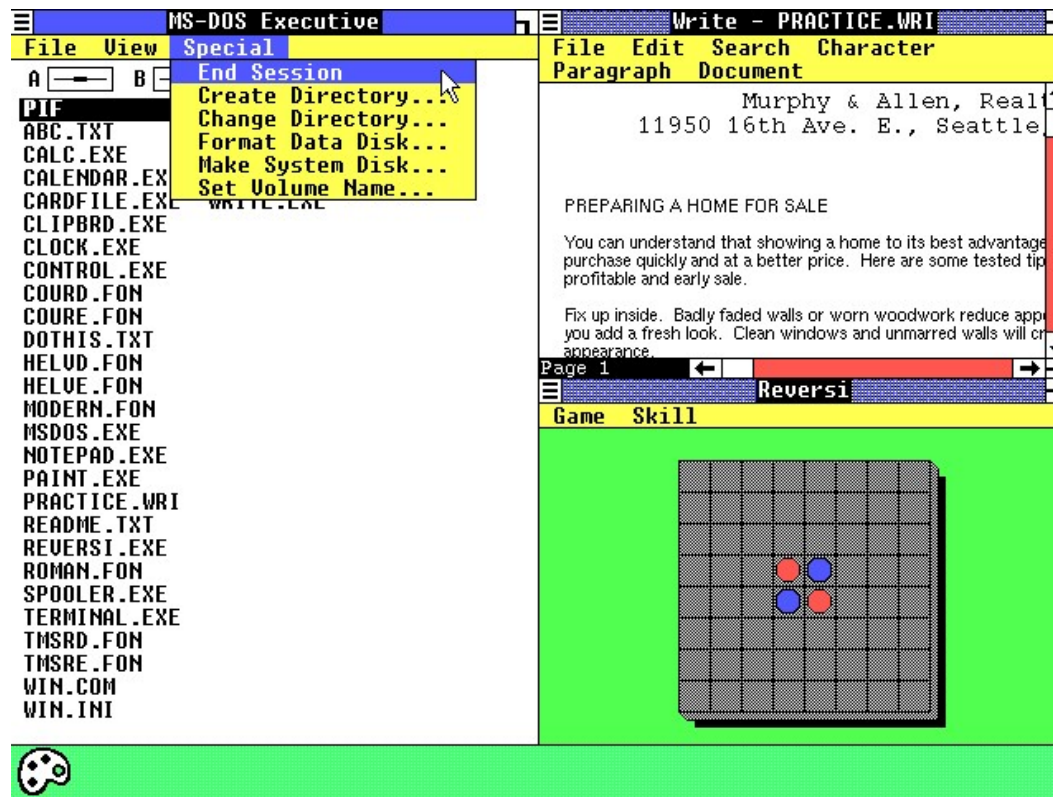 MS-DOS Executive
File View Special
A B
End Session
Create Directory...
Change Directory...
Format Data Disk...
Make System Disk...
Set Volume Name...
PIF
ABC.TXT
CALC.EXE
CALENDAR.EX
CARDFILE.EXE WRITE.EXE
CLIPBRD.EXE
CLOCK.EXE
CONTROL.EXE
COURD.FON
COURE.FON
DOTHIS.TXT
HELVD.FON
HELVE.FON
MODERN.FON
MSDOS.EXE
NOTEPAD.EXE
PAINT.EXE
PRACTICE.WRI
README.TXT
REVERSI.EXE
ROMAN.FON
SPOOLER.EXE
TERMINAL.EXE
TMSRD.FON
TMSRE.FON
WIN.COM
WIN.INI
Write - PRACTICE.WRI
File Edit Search Character
Paragraph Document
Murphy & Allen, Realt
11950 16th Ave. E., Seattle,
PREPARING A HOME FOR SALE
You can understand that showing a home to its best advantage
purchase quickly and at a better price. Here are some tested tip
profitable and early sale.
Fix up inside. Badly faded walls or worn woodwork reduce appe
you add a fresh look. Clean windows and unmarred walls will cr
appearance.
Page 1
Reversi
Game Skill